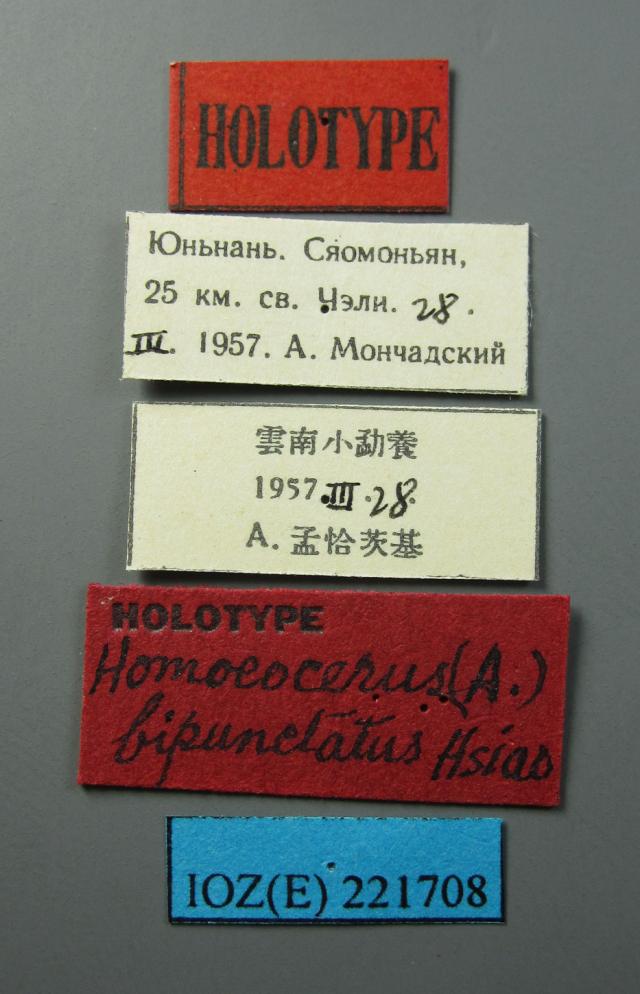 HOLOTYPE
Юньнань. Сяомоньян,
25 км. св. Чэли. 28.
III. 1957. А. Мончадский
雲南小勐養
1957.III.28.
A. 孟恰茨基
HOLOTYPE
Homoeocerus (A.)
bipunctatus Hsiao
IOZ(E) 221708